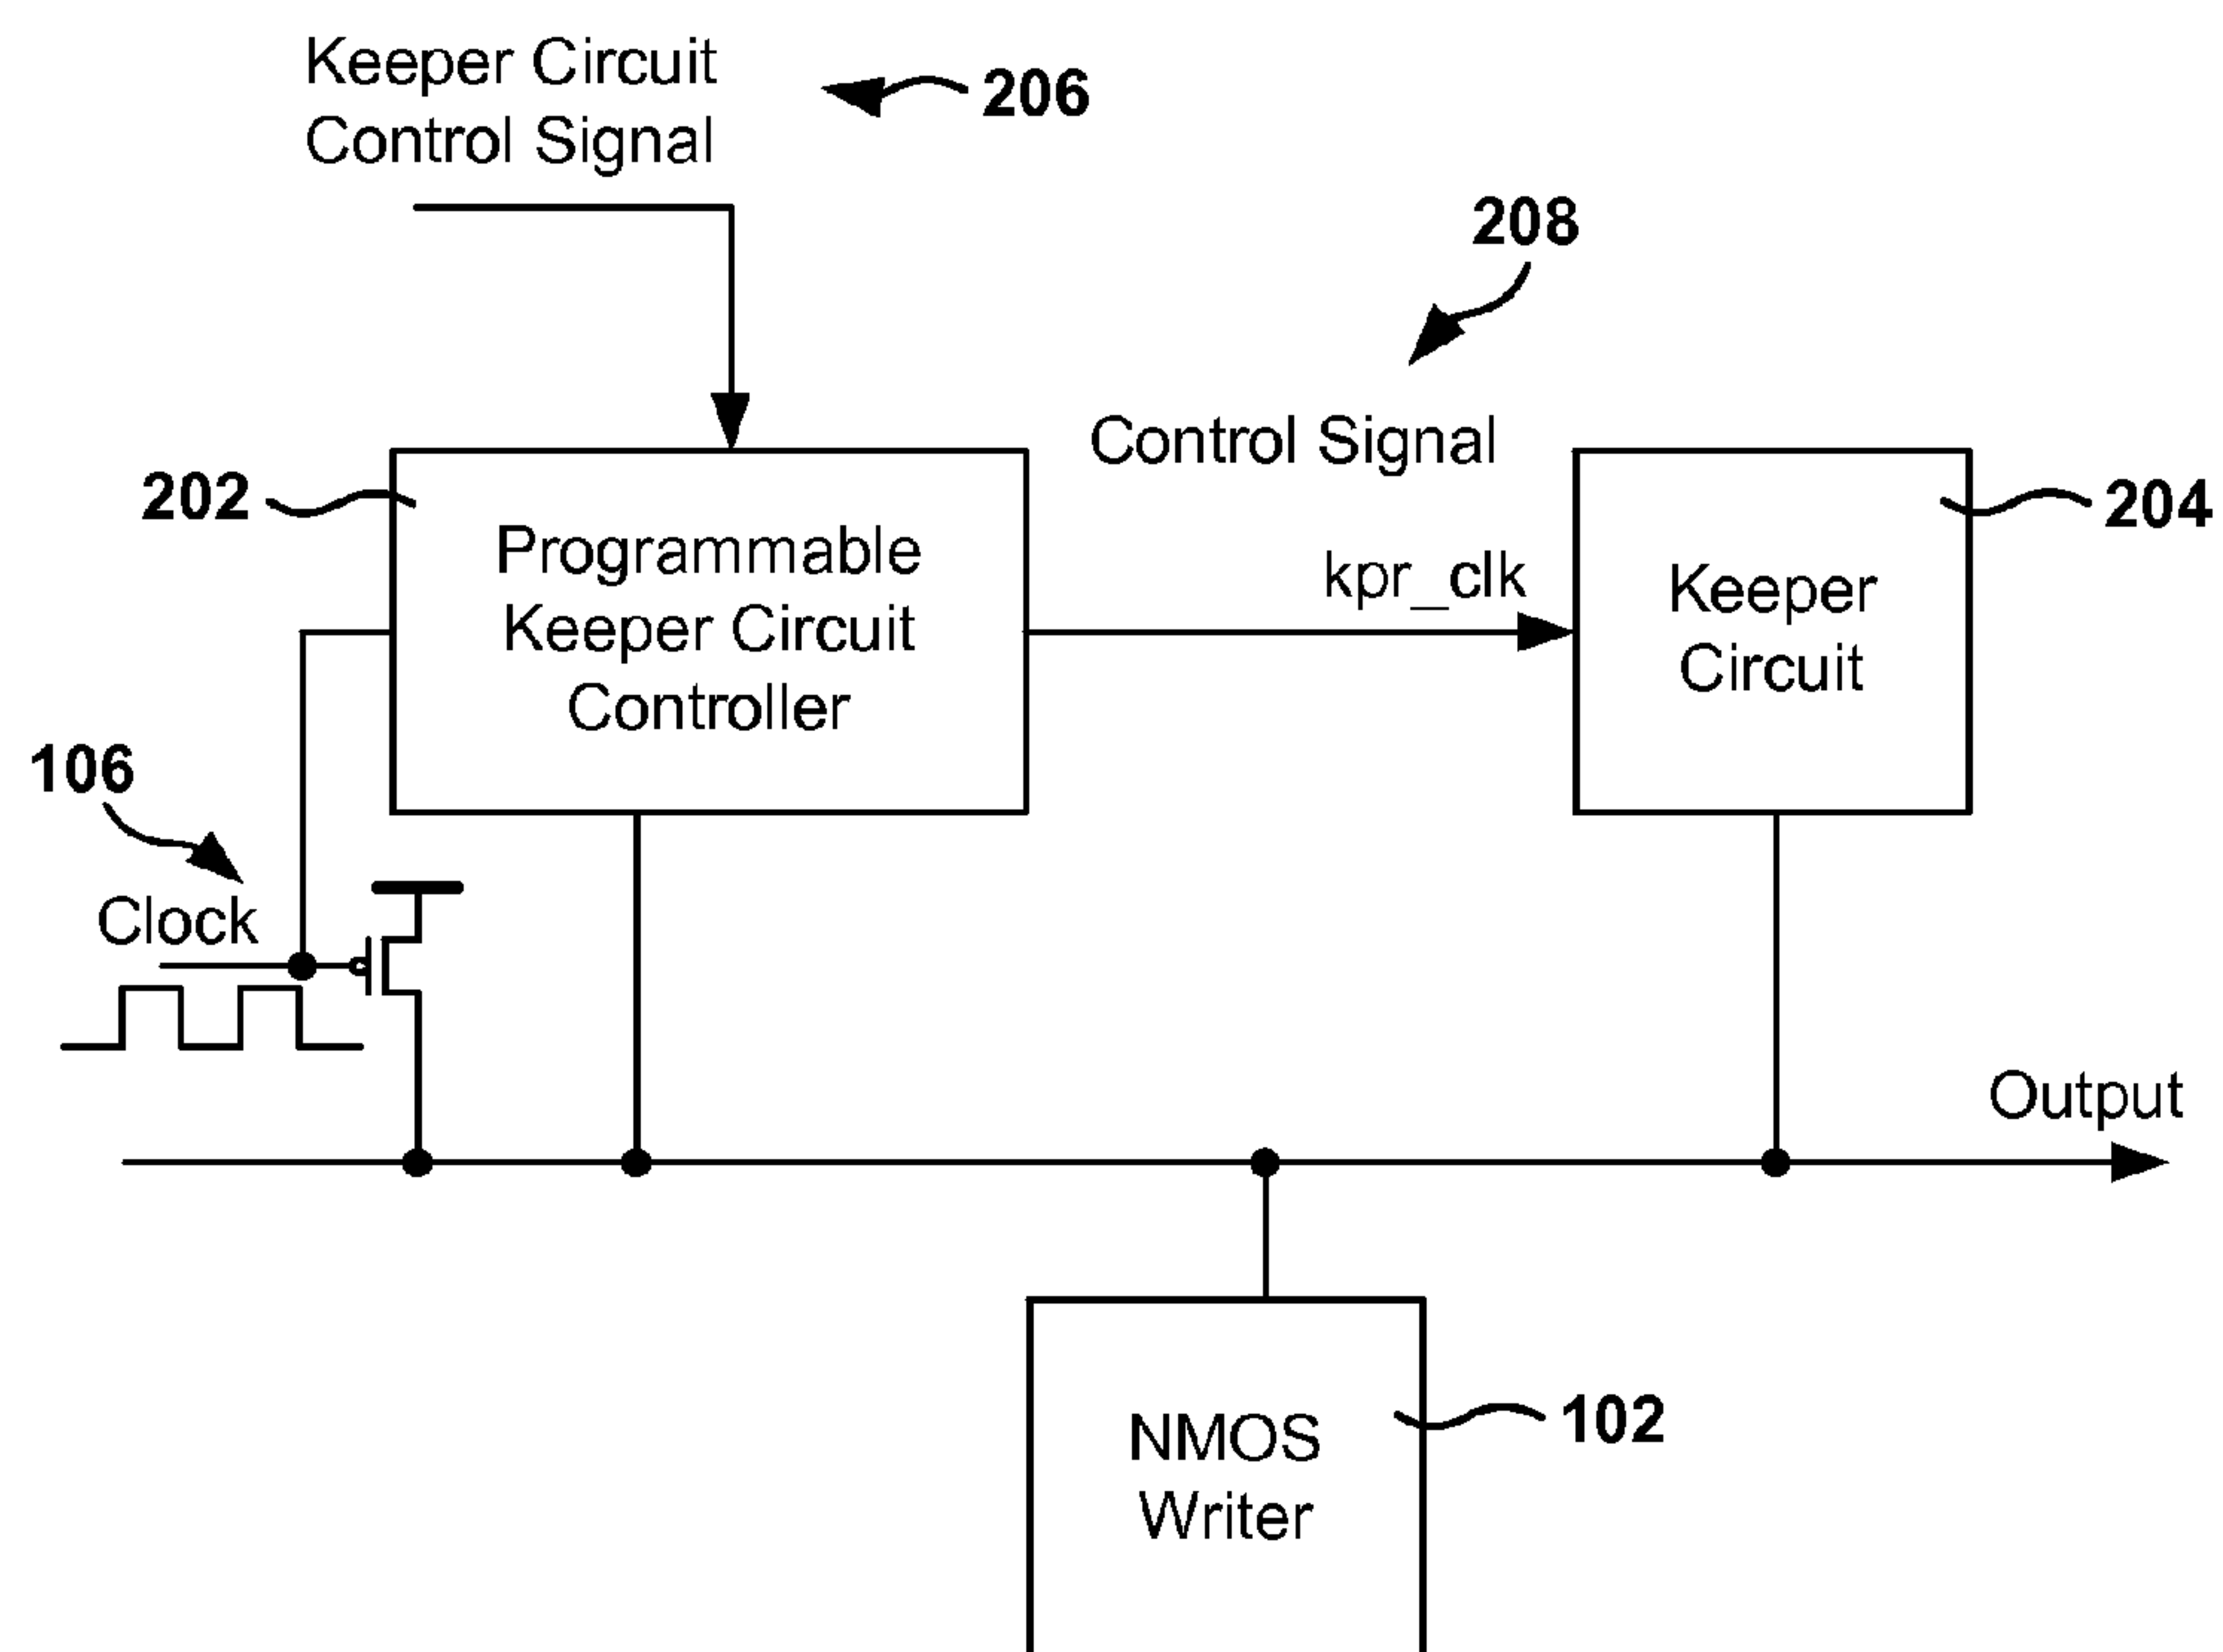 Keeper Circuit
Control Signal
206
208
Control Signal
202
204
Programmable
Keeper Circuit
Controller
kpr_clk
Keeper
Circuit
106
Clock
Output
NMOS
Writer
102